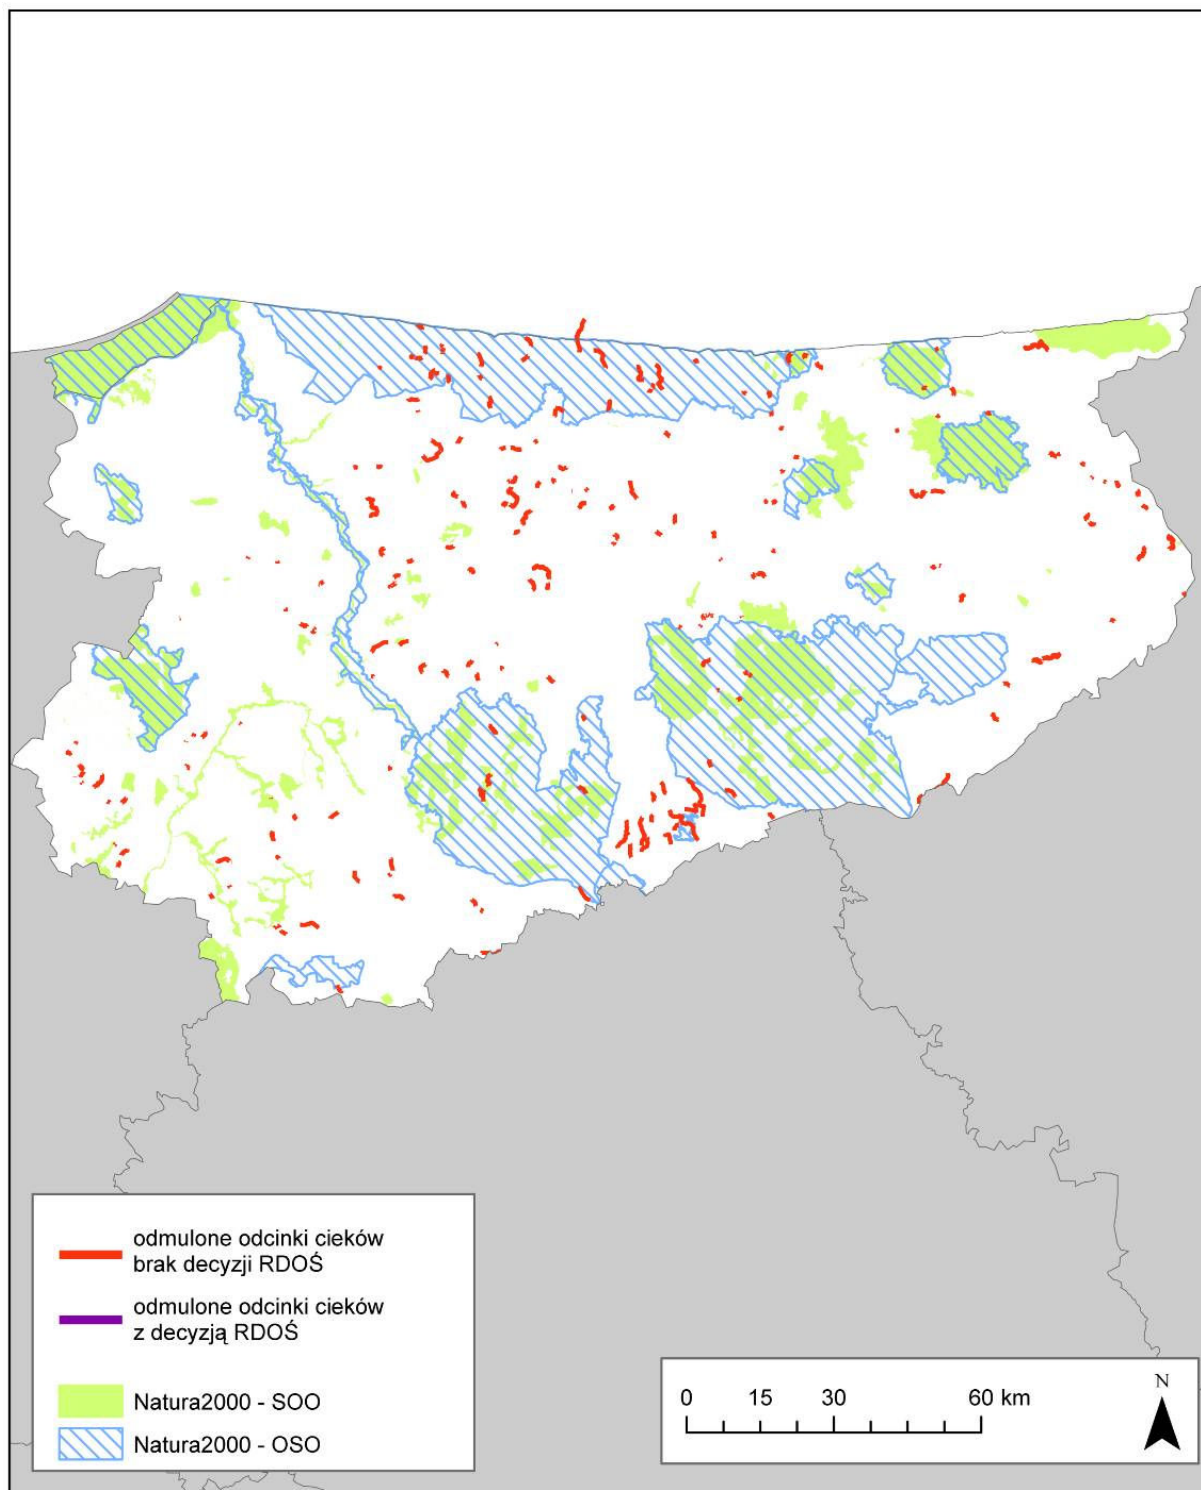 odmulone odcinki cieków
brak decyzji RDOŚ
odmulone odcinki cieków
z decyzją RDOŚ
Natura2000 - SOO
Natura2000 - OSO
0 15 30 60 km
N